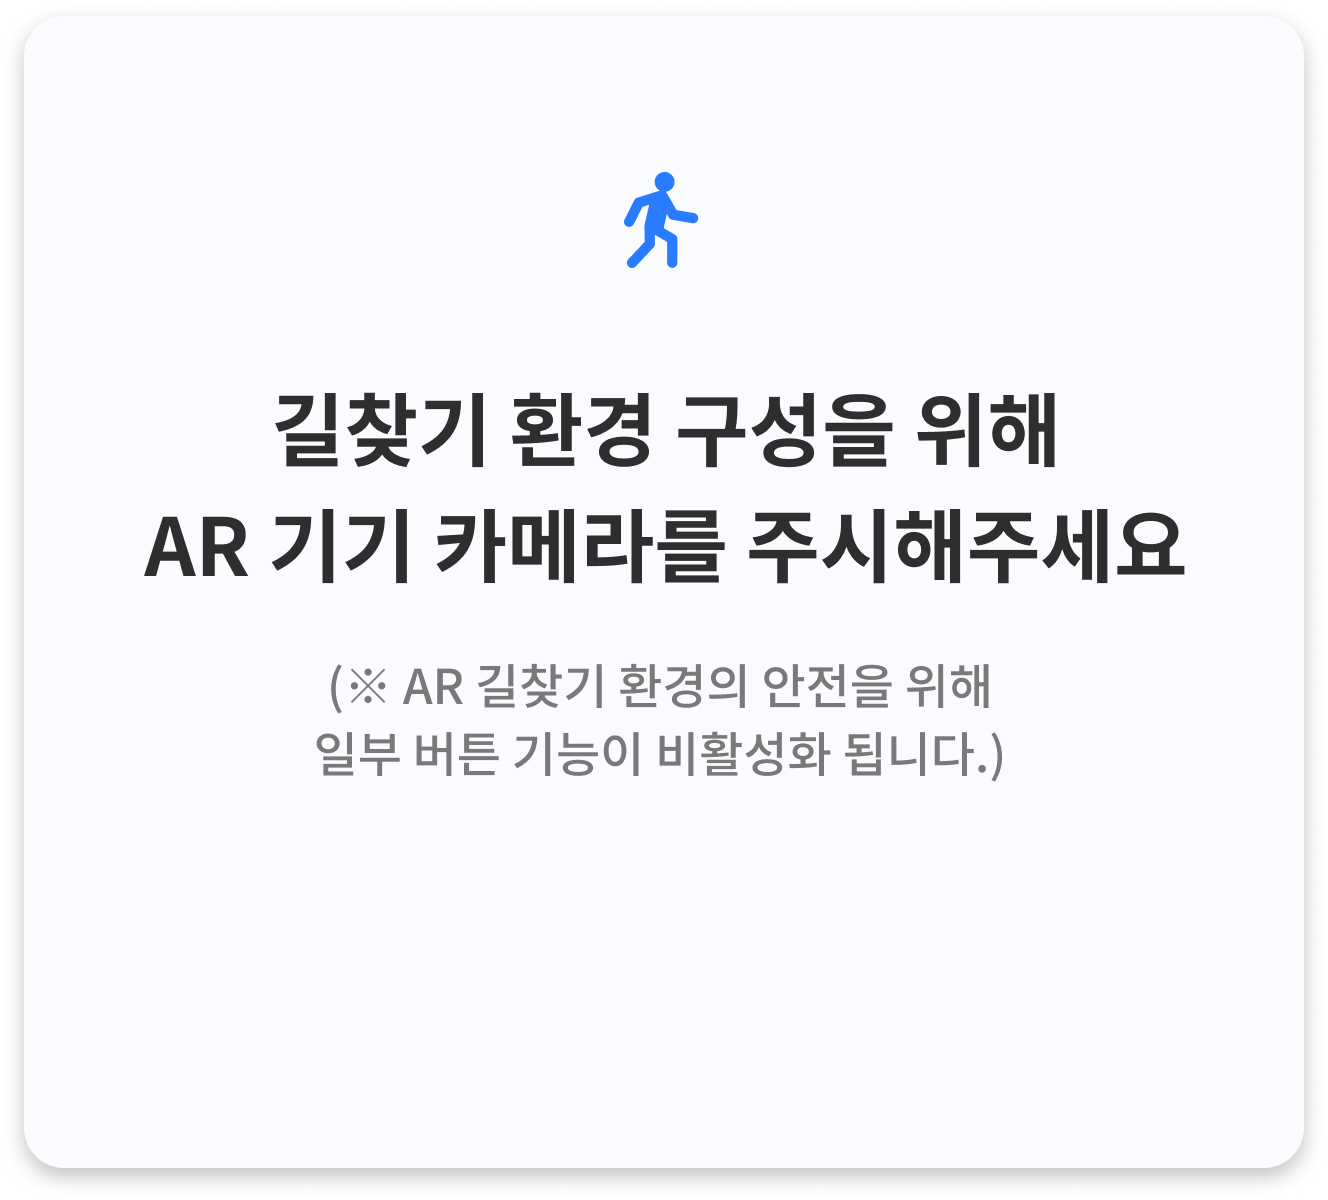 길찾기 환경 구성을 위해
AR 기기 카메라를 주시해주세요
(※ AR 길찾기 환경의 안전을 위해
일부 버튼 기능이 비활성화 됩니다.)